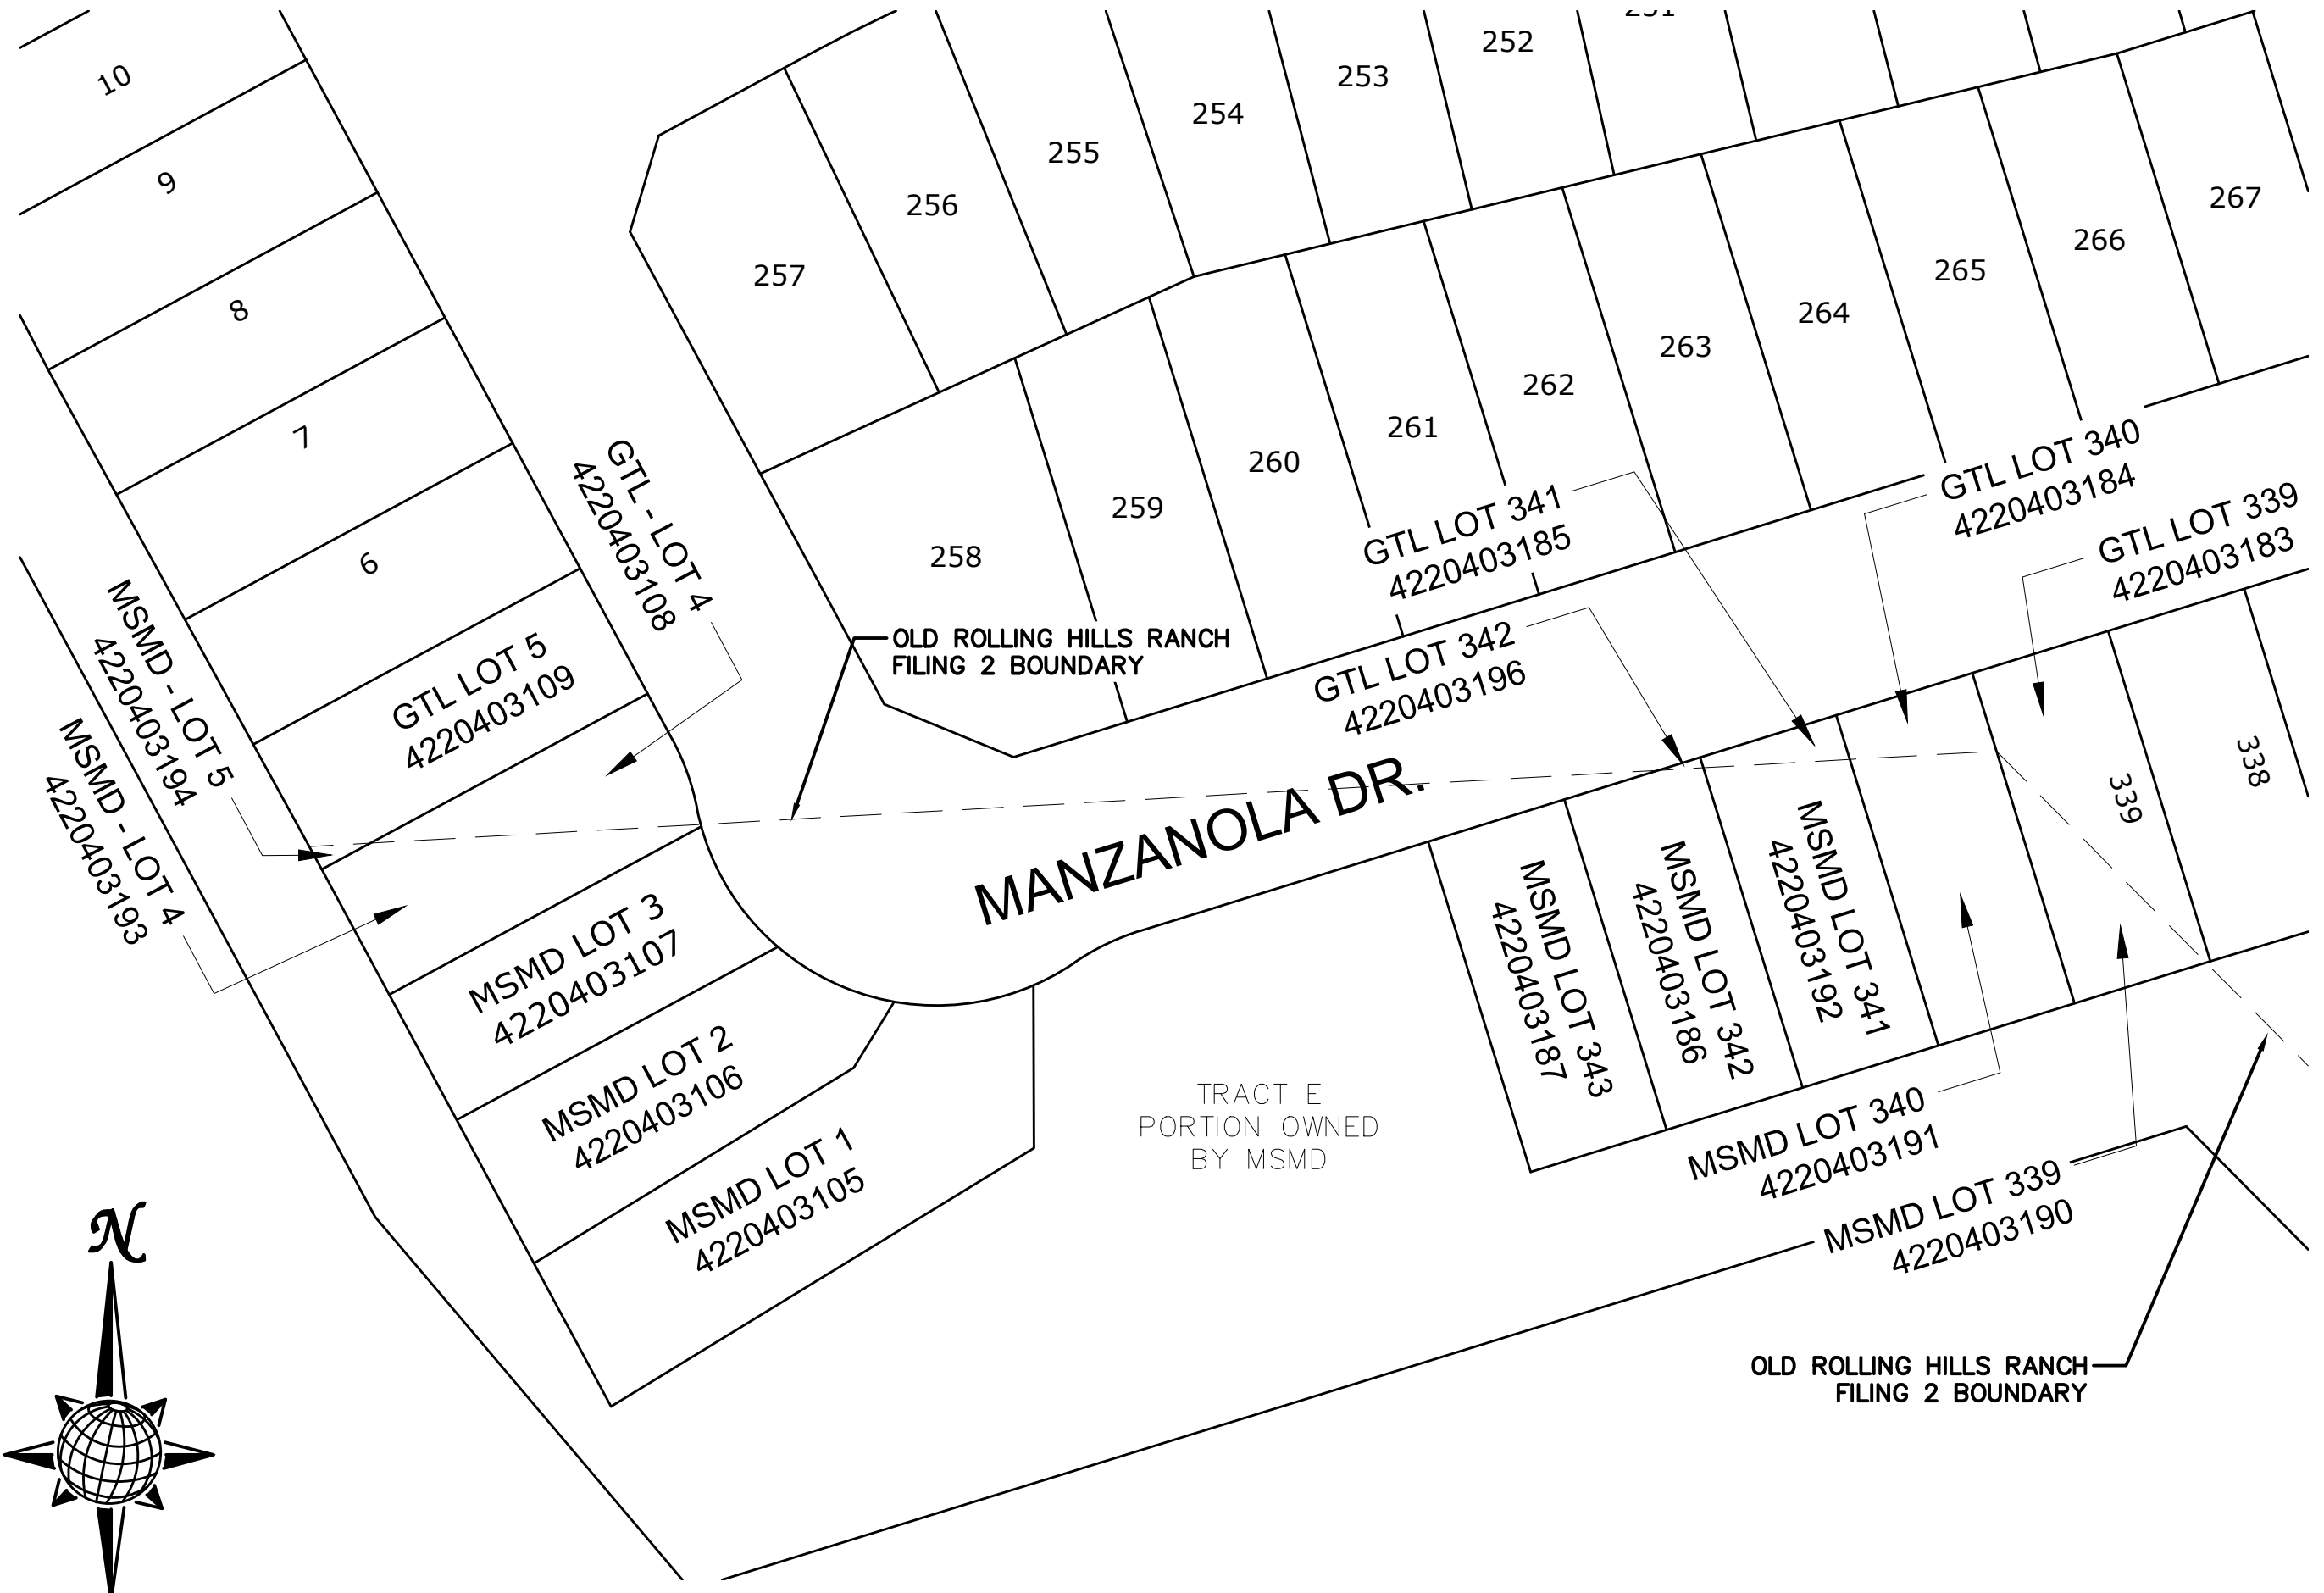 10
9
8
7
6
251
252
253
254
255
256
257
258
259
260
261
262
263
264
265
266
267
GTL - LOT 4
4220403108
GTL LOT 5
4220403109
MSMD - LOT 5
4220403194
MSMD - LOT 4
4220403193
OLD ROLLING HILLS RANCH
FILING 2 BOUNDARY
GTL LOT 341
4220403185
GTL LOT 342
4220403196
GTL LOT 340
4220403184
GTL LOT 339
4220403183
MANZANOLA DR.
339
338
MSMD LOT 3
4220403107
MSMD LOT 2
4220403106
MSMD LOT 1
4220403105
MSMD LOT 343
4220403187
MSMD LOT 342
4220403186
MSMD LOT 341
4220403192
TRACT E
PORTION OWNED
BY MSMD
MSMD LOT 340
4220403191
MSMD LOT 339
4220403190
OLD ROLLING HILLS RANCH
FILING 2 BOUNDARY
N